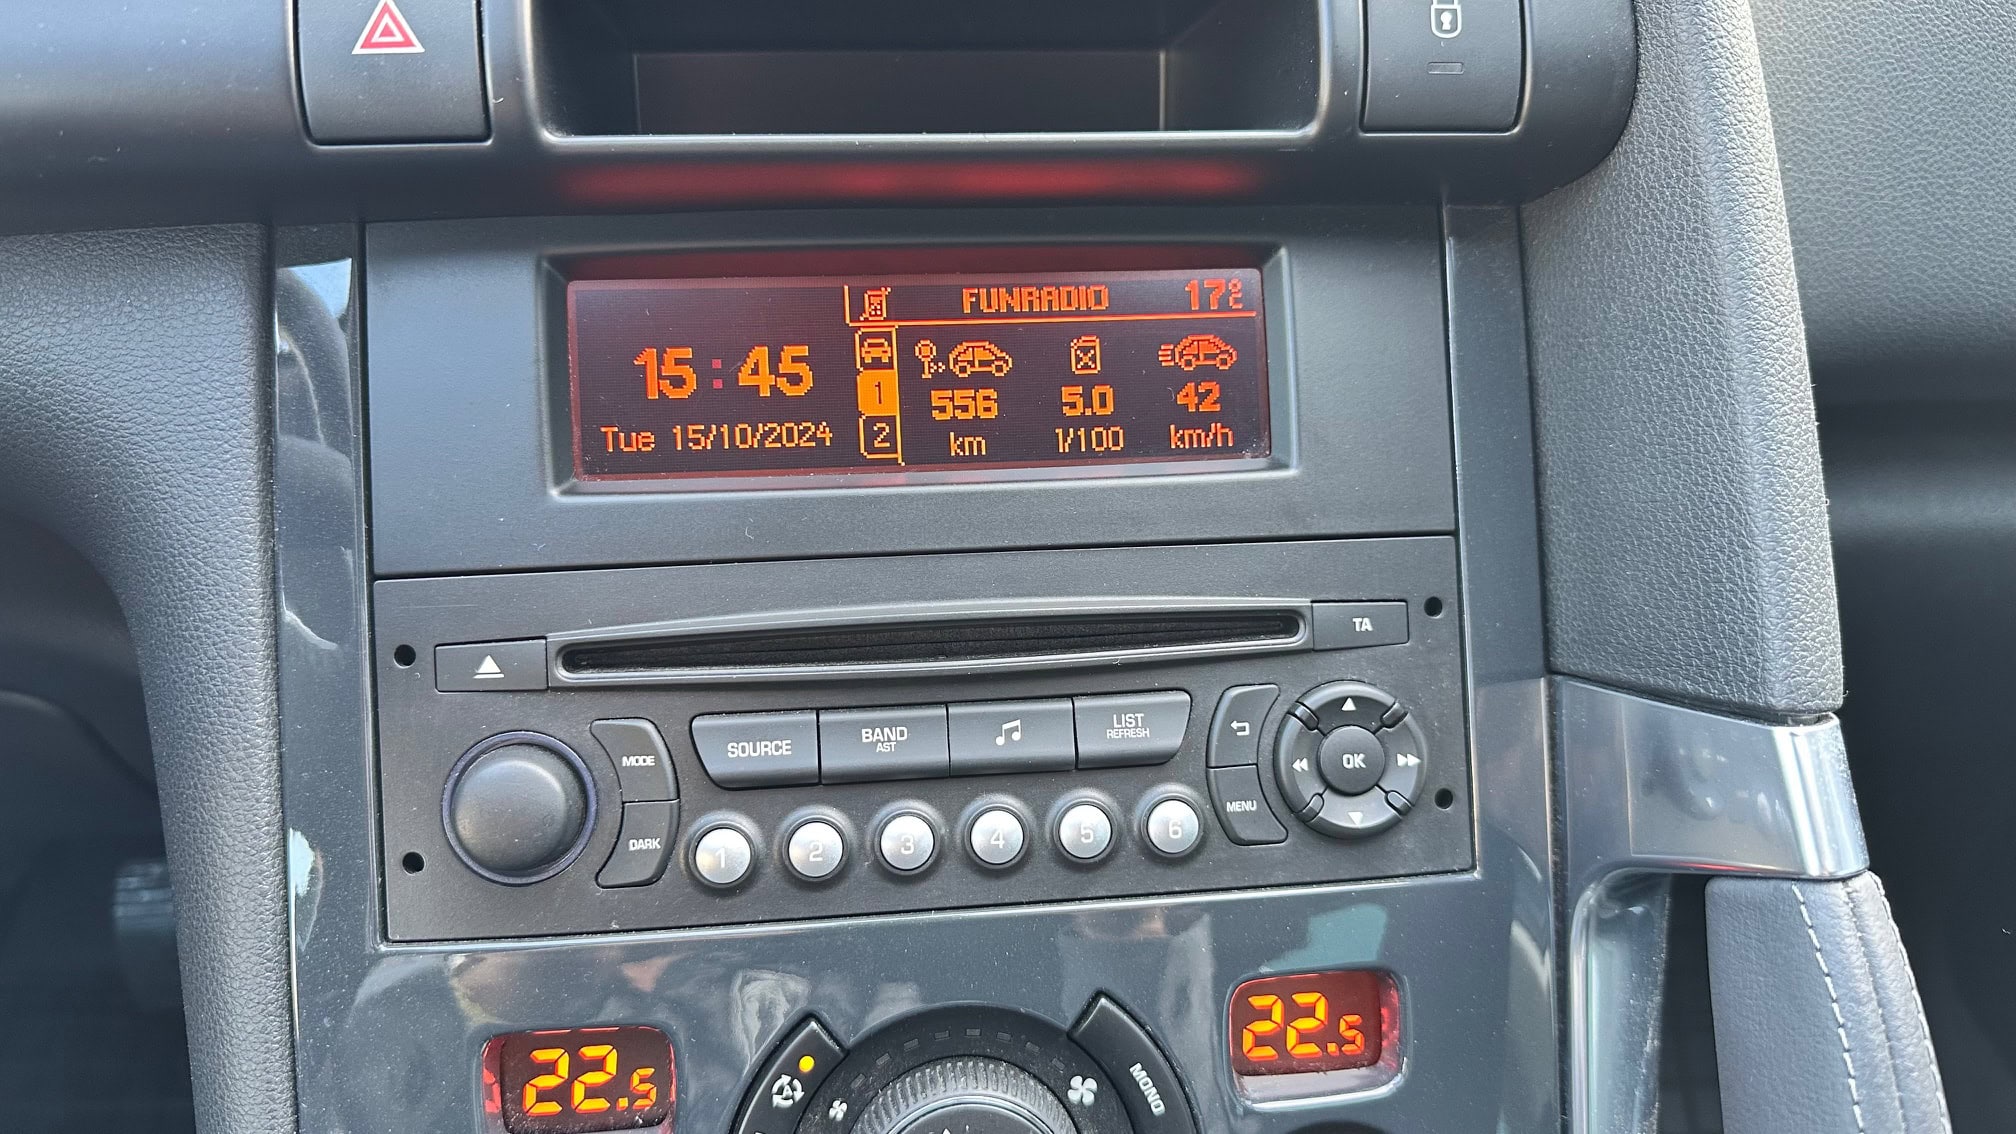 FUNRADIO 17°C
15:45
1
556 5.0 42
Tue 15/10/2024 2 km l/100 km/h
TA
SOURCE
BAND
AST
LIST
REFRESH
MODE
DARK
OK
MENU
1 2 3 4 5 6
22.5
22.5
MONO